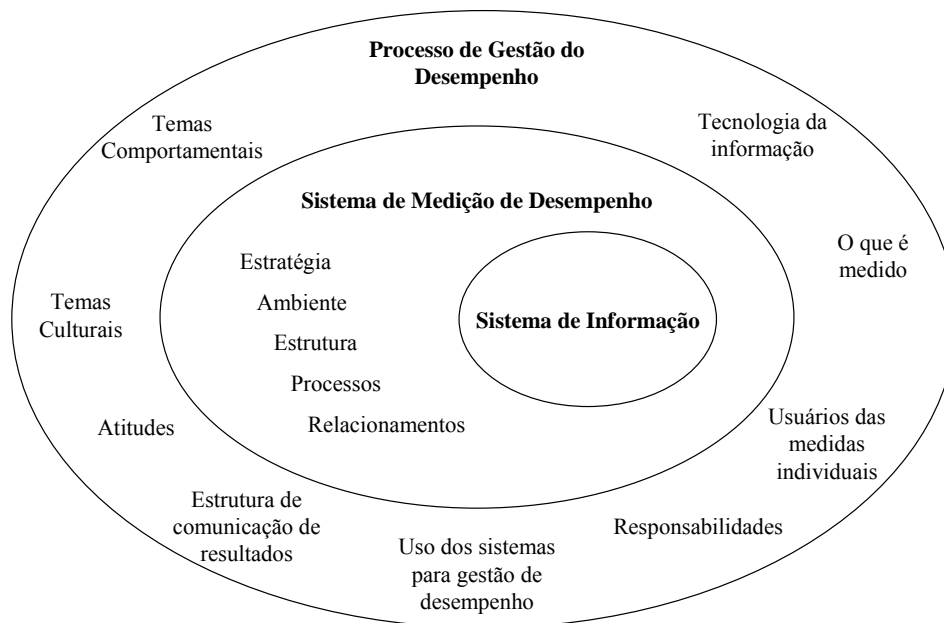 Processo de Gestão do
Desempenho
Temas
Comportamentais
Tecnologia da
informação
Sistema de Medição de Desempenho
O que é
medido
Estratégia
Ambiente
Estrutura
Processos
Relacionamentos
Sistema de Informação
Temas
Culturais
Atitudes
Usuários das
medidas
individuais
Estrutura de
comunicação de
resultados
Uso dos sistemas
para gestão de
desempenho
Responsabilidades